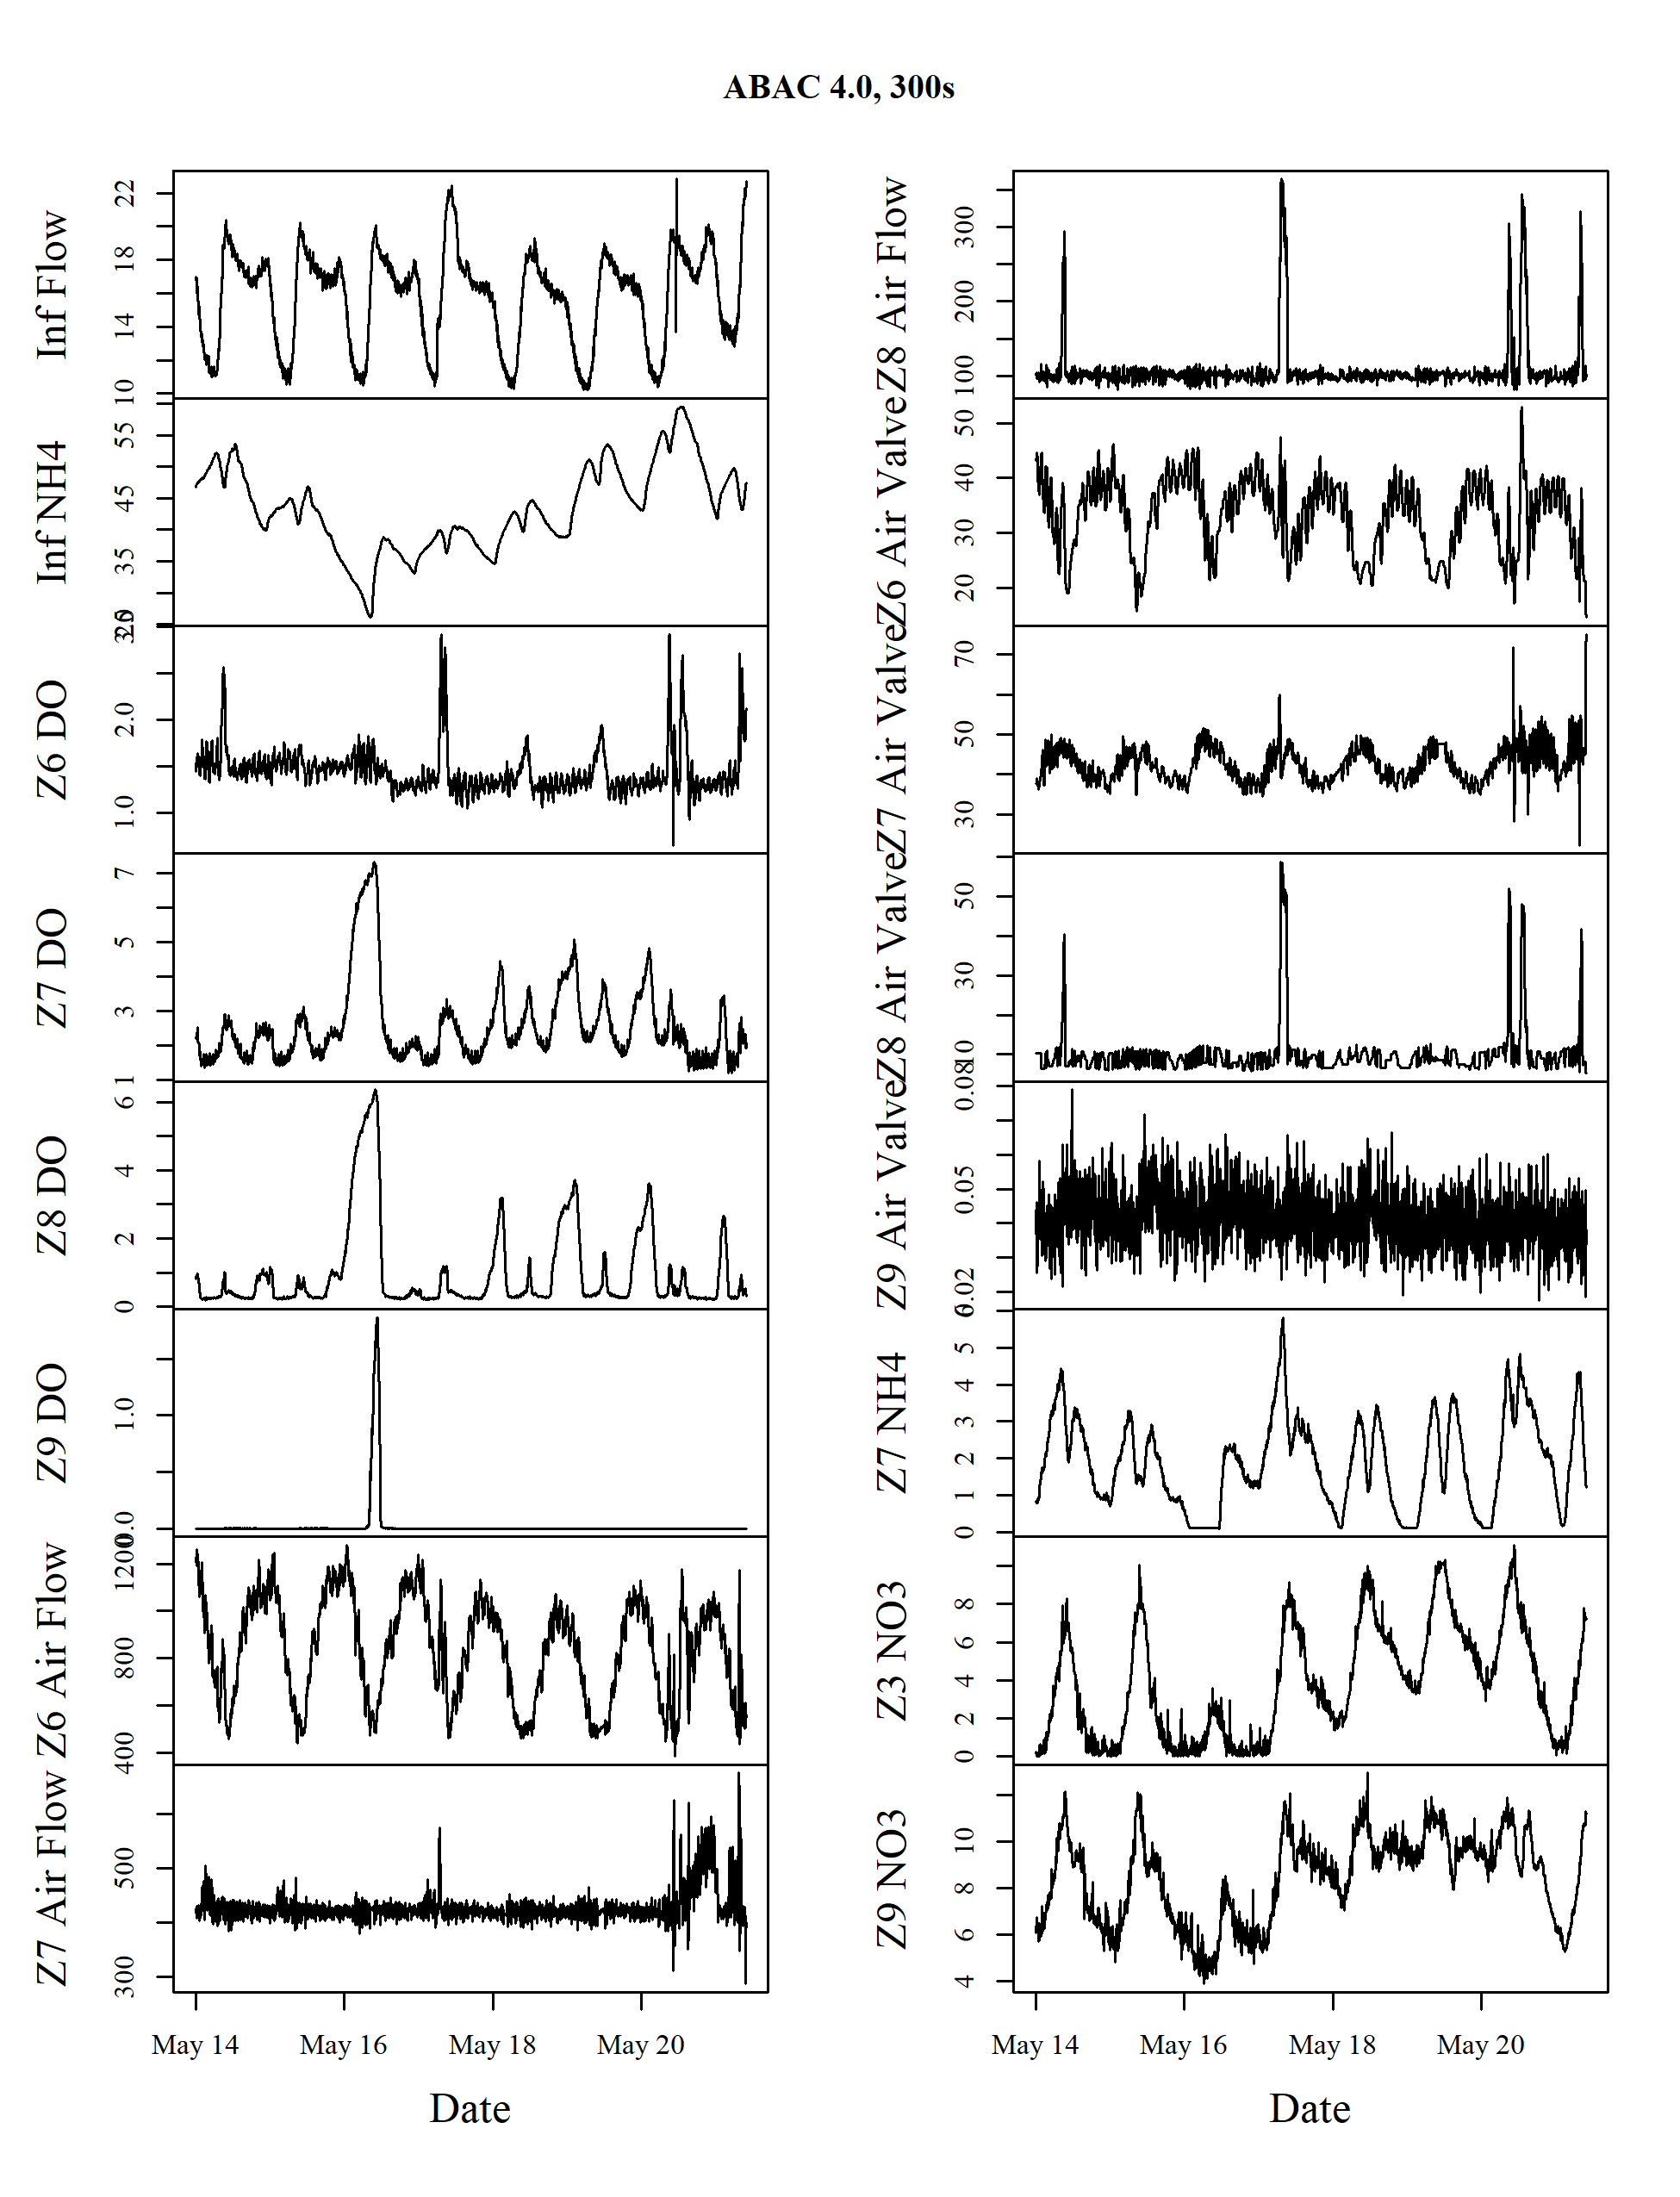 ABAC 4.0, 300s
Inf Flow
10 14 18 22
Inf NH4
25 35 45 55
Z6 DO
1.0 2.0 3.0
Z7 DO
1 3 5 7
Z8 DO
0 2 4 6
Z9 DO
0.0 1.0
Z6 Air Flow
400 800 1200
Z7 Air Flow
300 500
May 14 May 16 May 18 May 20
Date
Z8 Air Flow
100 200 300
Z6 Air Valve
20 30 40 50
Z7 Air Valve
30 50 70
Z8 Air Valve
10 30 50
Z9 Air Valve
0.02 0.05 0.08
Z7 NH4
0 1 2 3 4 5 6
Z3 NO3
0 2 4 6 8
Z9 NO3
4 6 8 10
May 14 May 16 May 18 May 20
Date